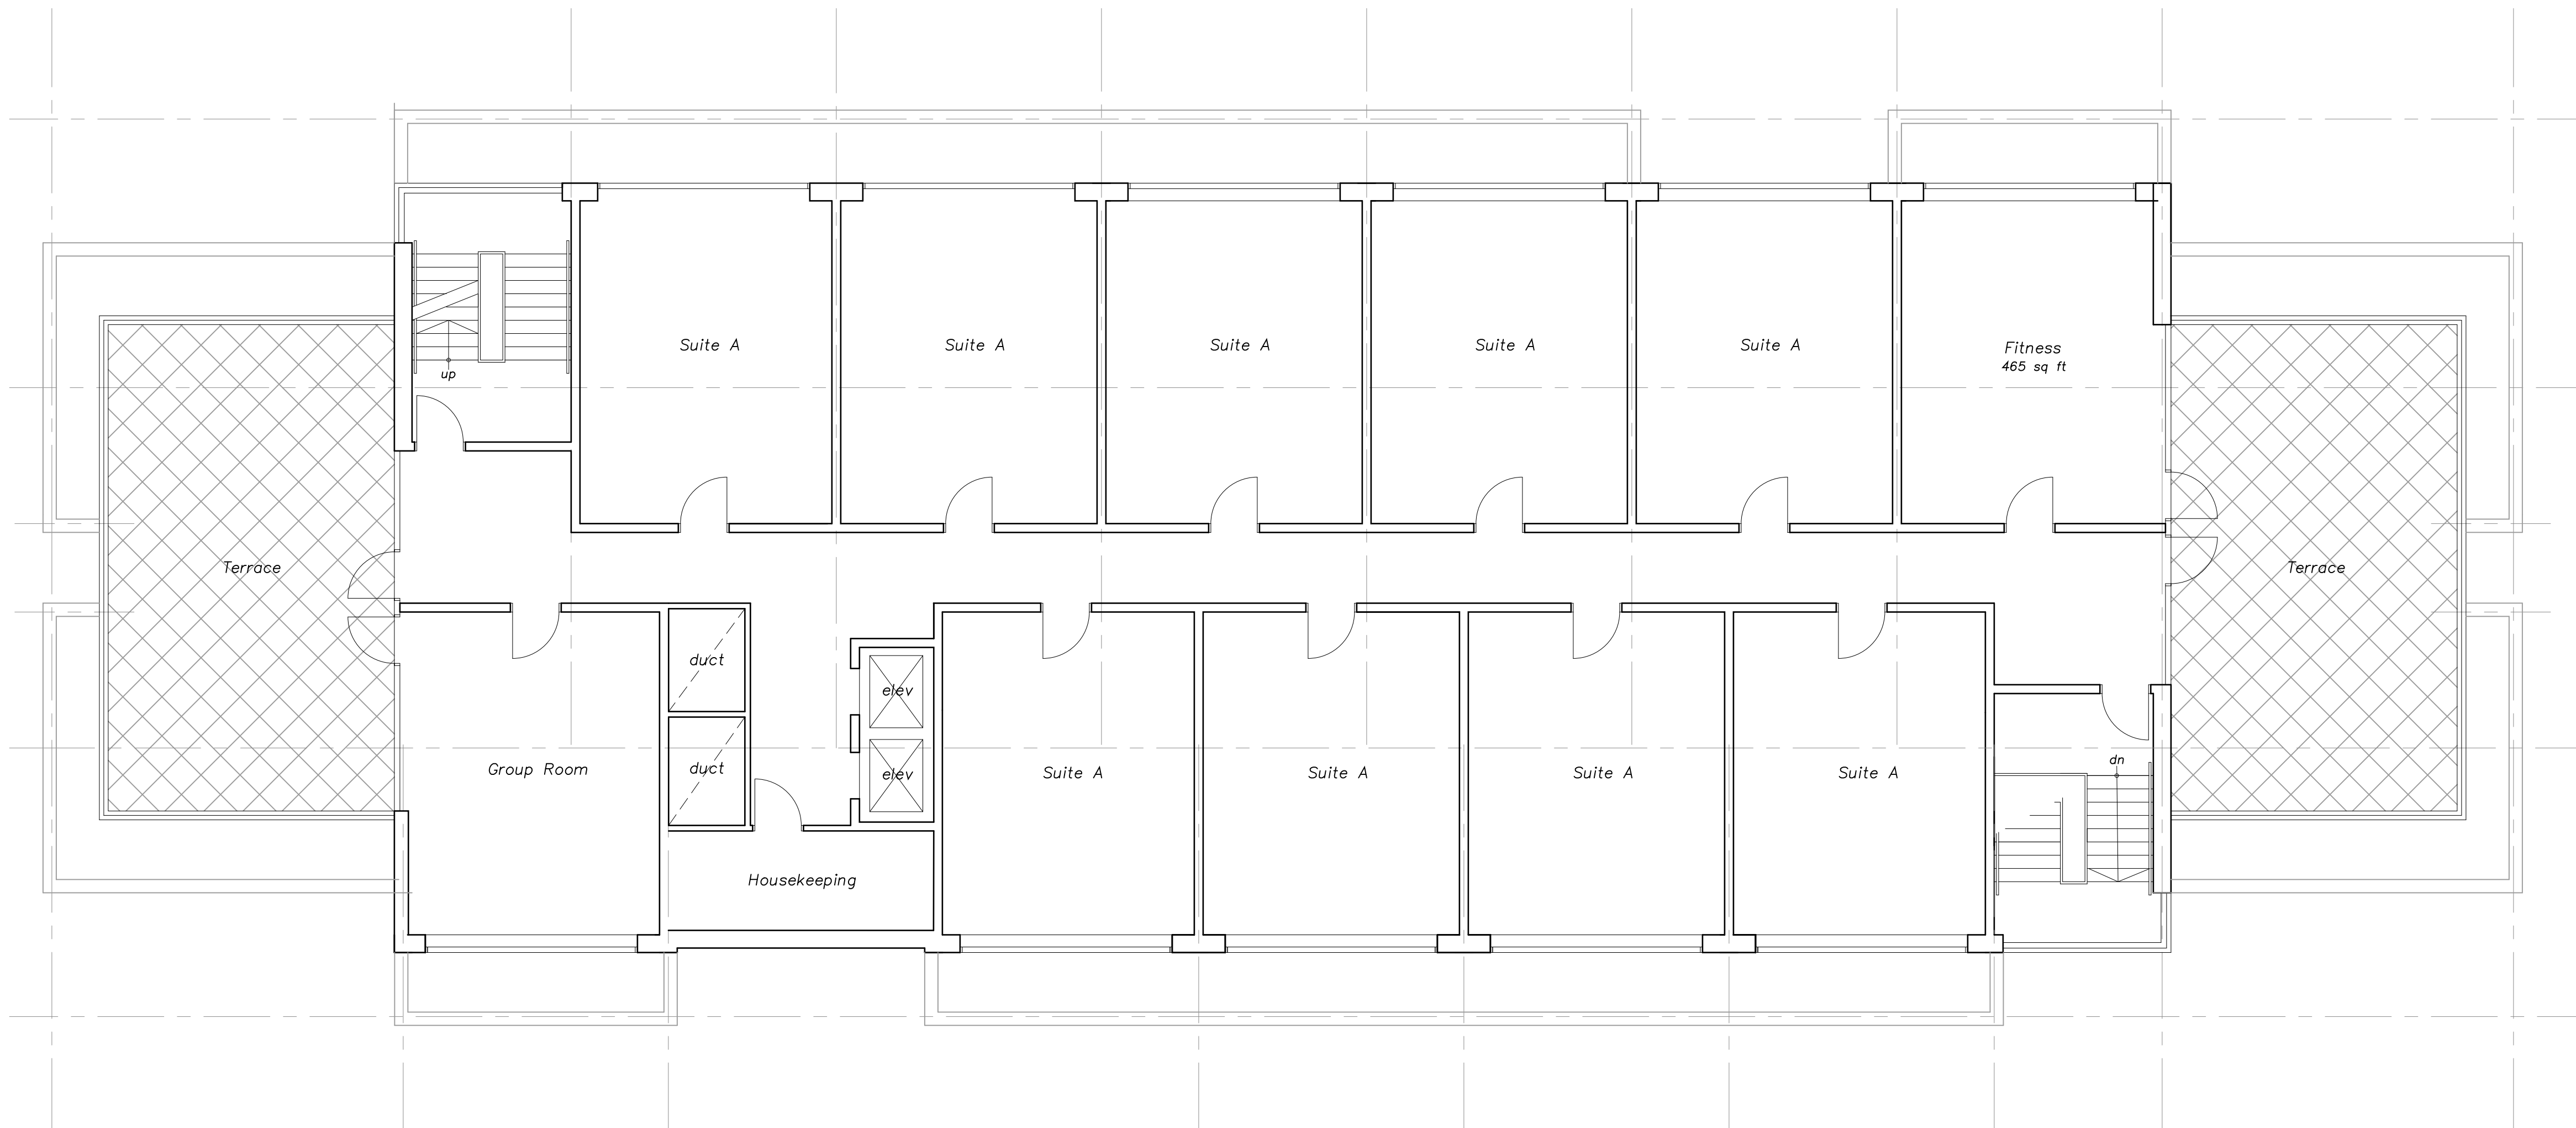 Suite A
Suite A
Suite A
Suite A
Suite A
Fitness
465 sq ft
up
Terrace
Terrace
duct
elev
duct
elev
Group Room
Suite A
Suite A
Suite A
Suite A
dn
Housekeeping